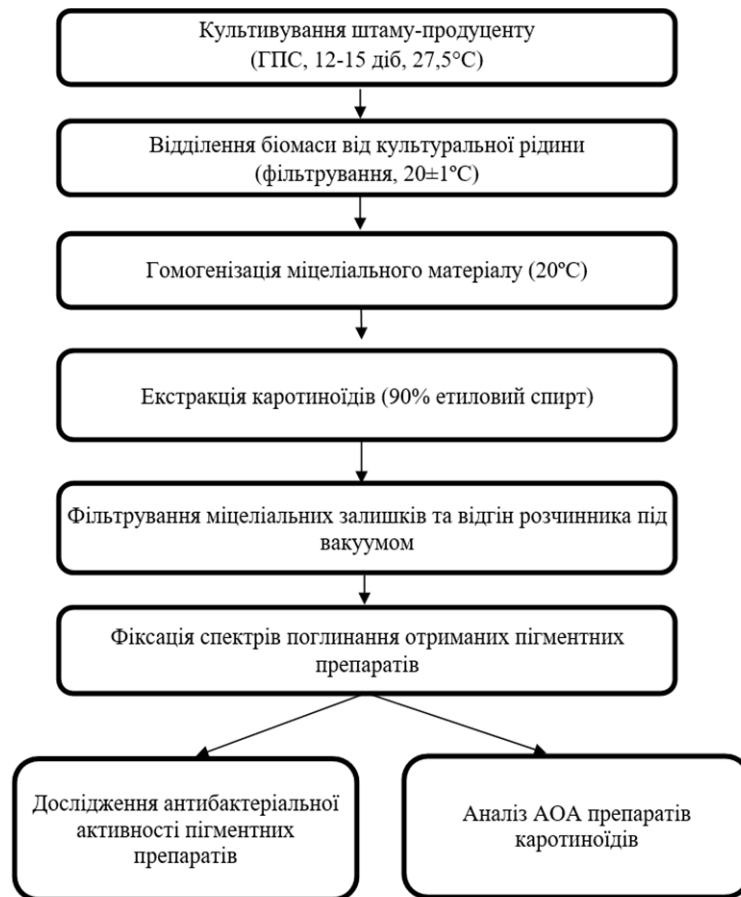 Культивування штаму-продуценту
(ГПС, 12-15 діб, 27,5°С)
Відділення біомаси від культуральної рідини
(фільтрування, 20±1ºС)
Гомогенізація міцеліального матеріалу (20ºС)
Екстракція каротиноїдів (90% етиловий спирт)
Фільтрування міцеліальних залишків та відгін розчинника під
вакуумом
Фіксація спектрів поглинання отриманих пігментних
препаратів
Дослідження антибактеріальної
активності пігментних
препаратів
Аналіз АОА препаратів
каротиноїдів